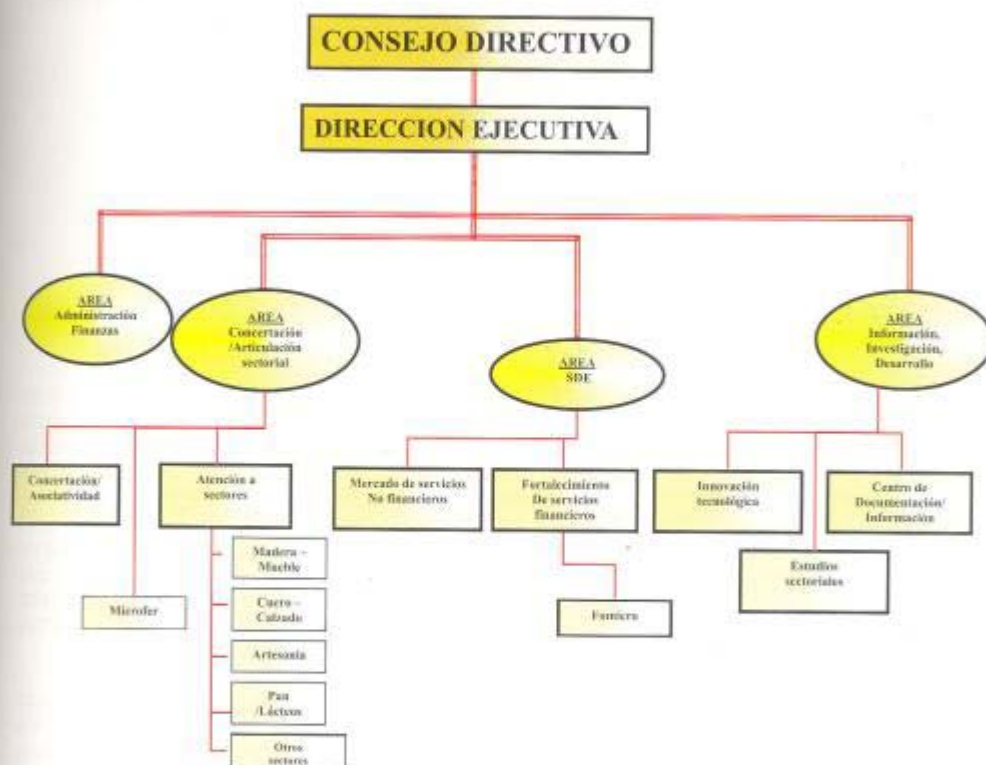 CONSEJO DIRECTIVO
DIRECCION EJECUTIVA
AREA
Administración
Finanzas
AREA
Concertación
/Articulación
sectorial
AREA
SDE
AREA
Información,
Investigación,
Desarrollo
Concertación/
Asociatividad
Atención a
sectores
Mercado de servicios
No financieros
Fortalecimiento
De servicios
financieros
Innovación
tecnológica
Centro de
Documentación/
Información
Madera –
Mueble
Estudios
sectoriales
Microfer
Cuero –
Calzado
Fomicro
Artesanía
Pan
/Lácteos
Otros
sectores